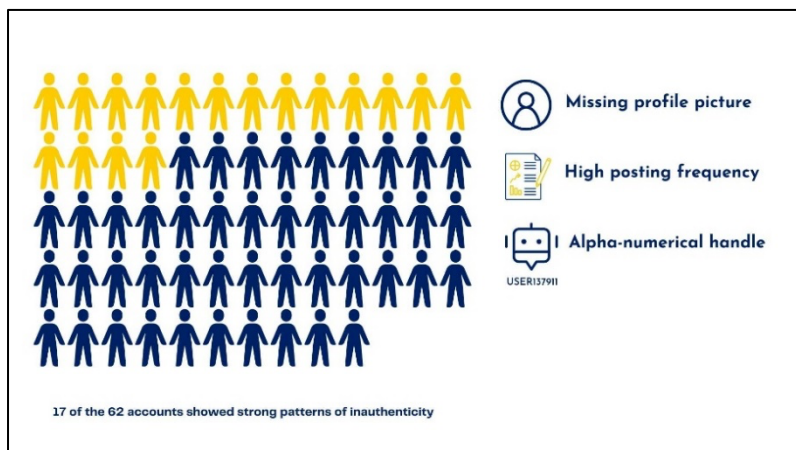 Missing profile picture
High posting frequency
Alpha-numerical handle
USER137911
17 of the 62 accounts showed strong patterns of inauthenticity